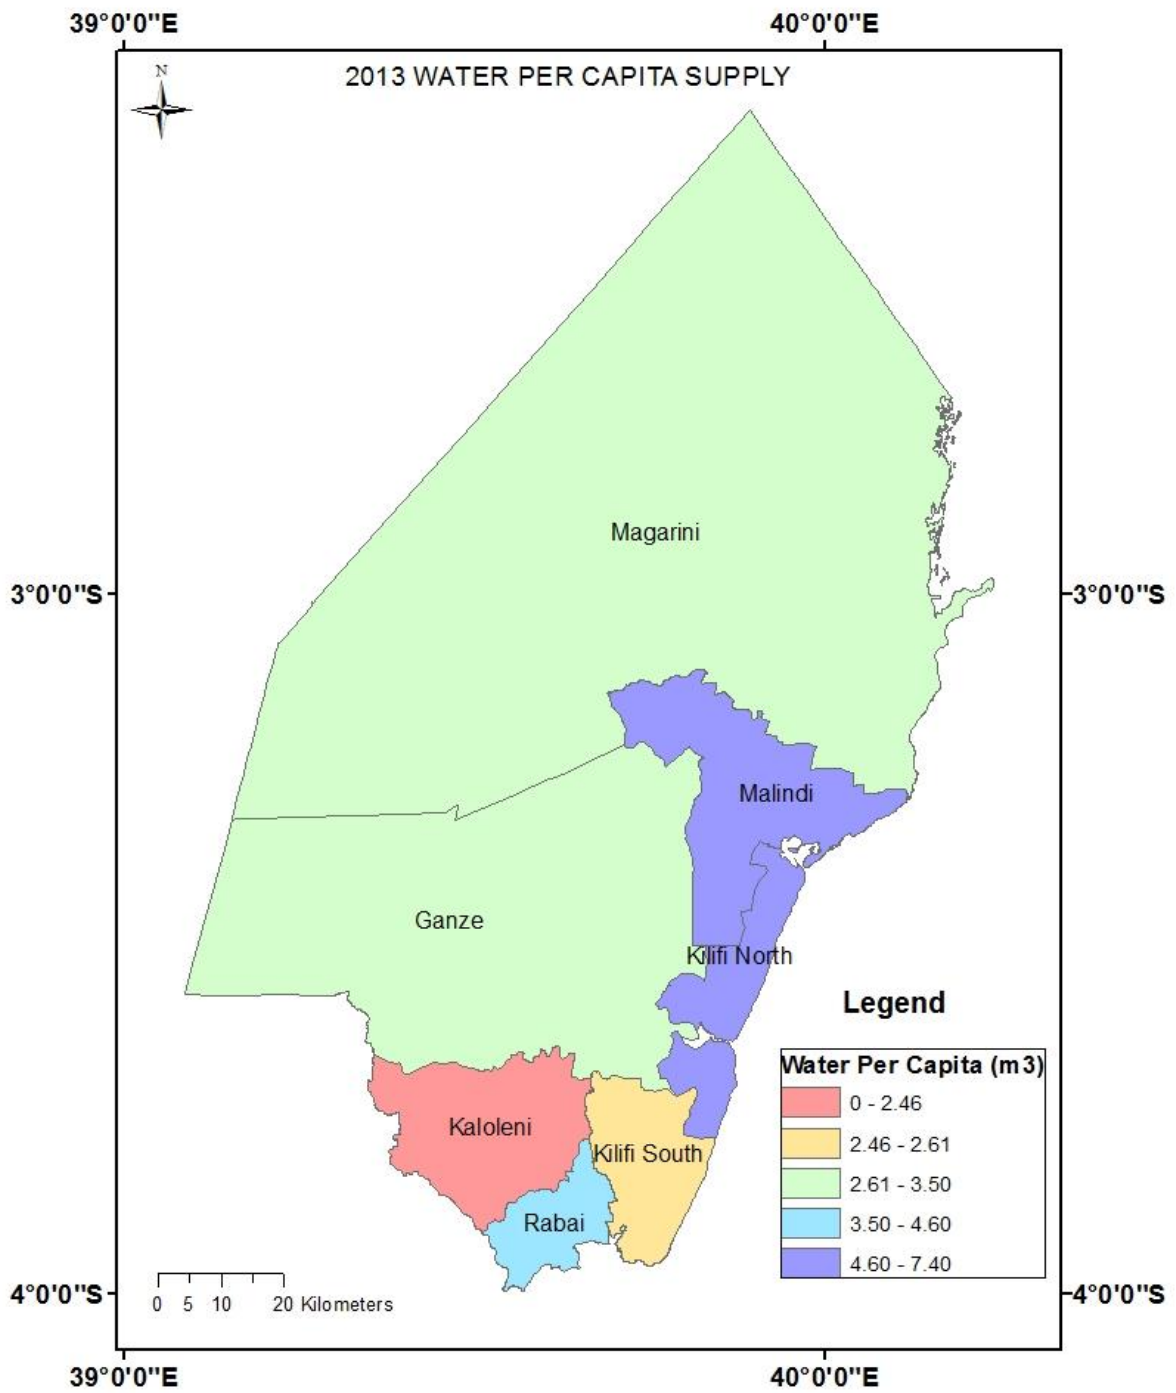 39°0'0"E 40°0'0"E
N
2013 WATER PER CAPITA SUPPLY
Magarini
3°0'0"S 3°0'0"S
Malindi
Ganze
Kilifi North
Legend
Water Per Capita (m3)
0 - 2.46
2.46 - 2.61
2.61 - 3.50
3.50 - 4.60
4.60 - 7.40
Kaloleni
Kilifi South
Rabai
0 5 10 20 Kilometers
4°0'0"S 4°0'0"S
39°0'0"E 40°0'0"E